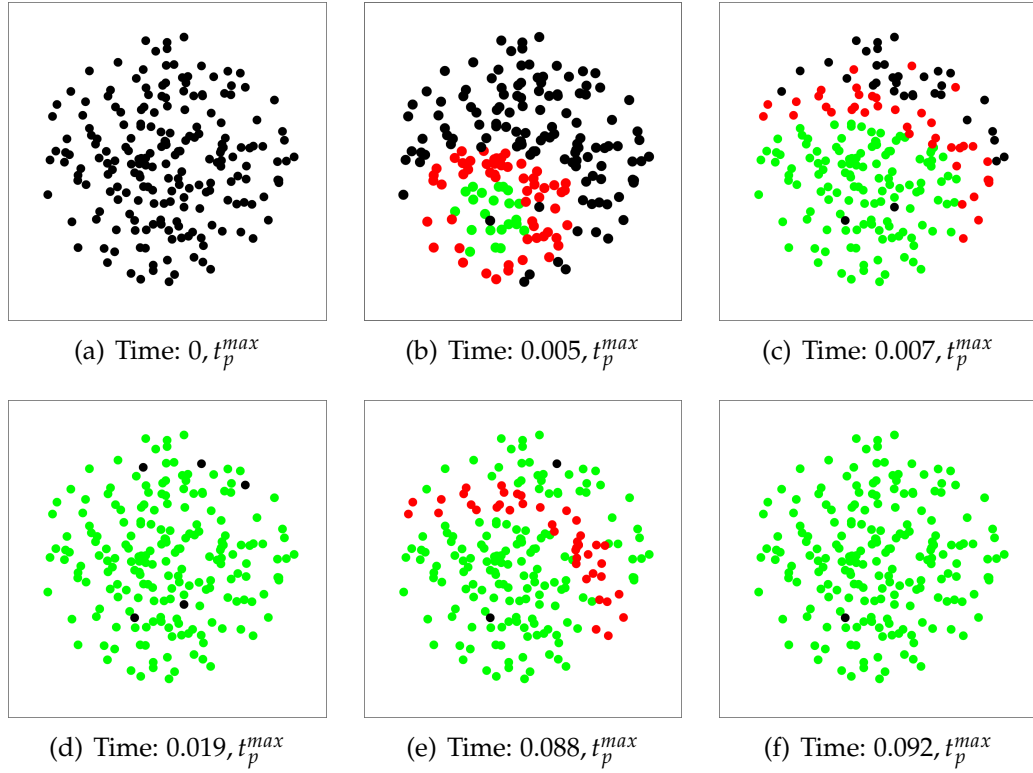 (a) Time: 0, t_p^{max}
(b) Time: 0.005, t_p^{max}
(c) Time: 0.007, t_p^{max}
(d) Time: 0.019, t_p^{max}
(e) Time: 0.088, t_p^{max}
(f) Time: 0.092, t_p^{max}